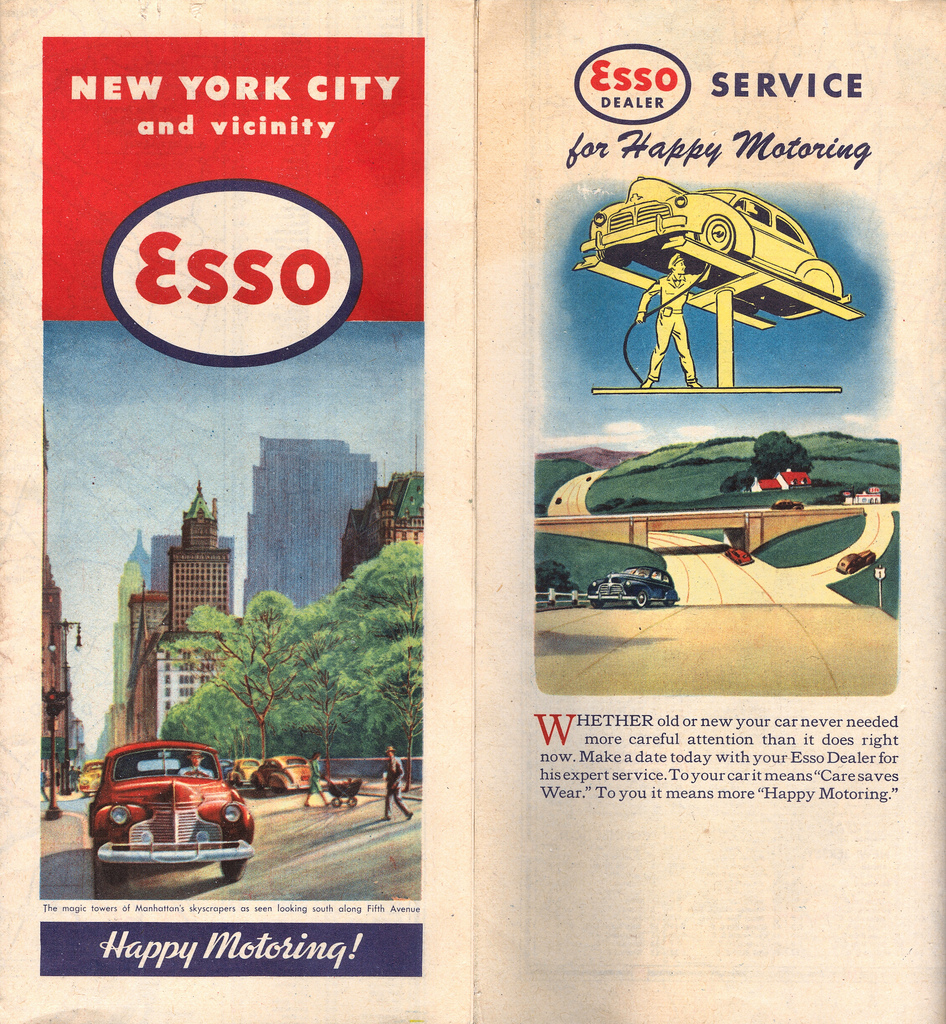 NEW YORK CITY
and vicinity
Esso
The magic towers of Manhattan's skyscrapers as seen looking south along Fifth Avenue
Happy Motoring!
Esso
DEALER
SERVICE
for Happy Motoring
WHETHER old or new your car never needed
more careful attention than it does right
now. Make a date today with your Esso Dealer for
his expert service. To your car it means "Care saves
Wear." To you it means more "Happy Motoring."